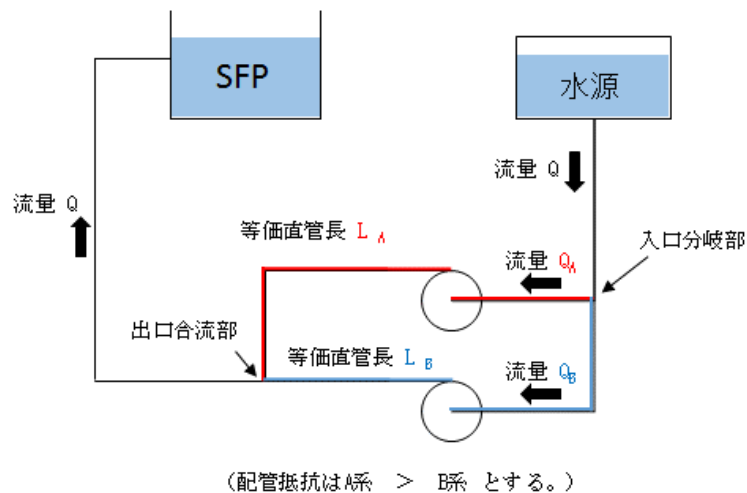 SFP
水源
流量 Q
流量 Q
等価直管長 L A
流量 QA
入口分岐部
出口合流部
等価直管長 L B
流量 QB
（配管抵抗はA系 ＞ B系 とする。）